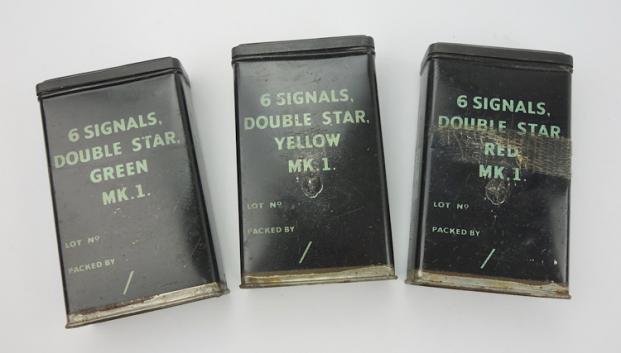 6 SIGNALS,
DOUBLE STAR,
GREEN
MK.1.
LOT Nº
PACKED BY
/
6 SIGNALS,
DOUBLE STAR,
YELLOW
MK.1.
LOT Nº
PACKED BY
/
6 SIGNALS,
DOUBLE STAR,
RED
MK.1.
LOT Nº
PACKED BY
/